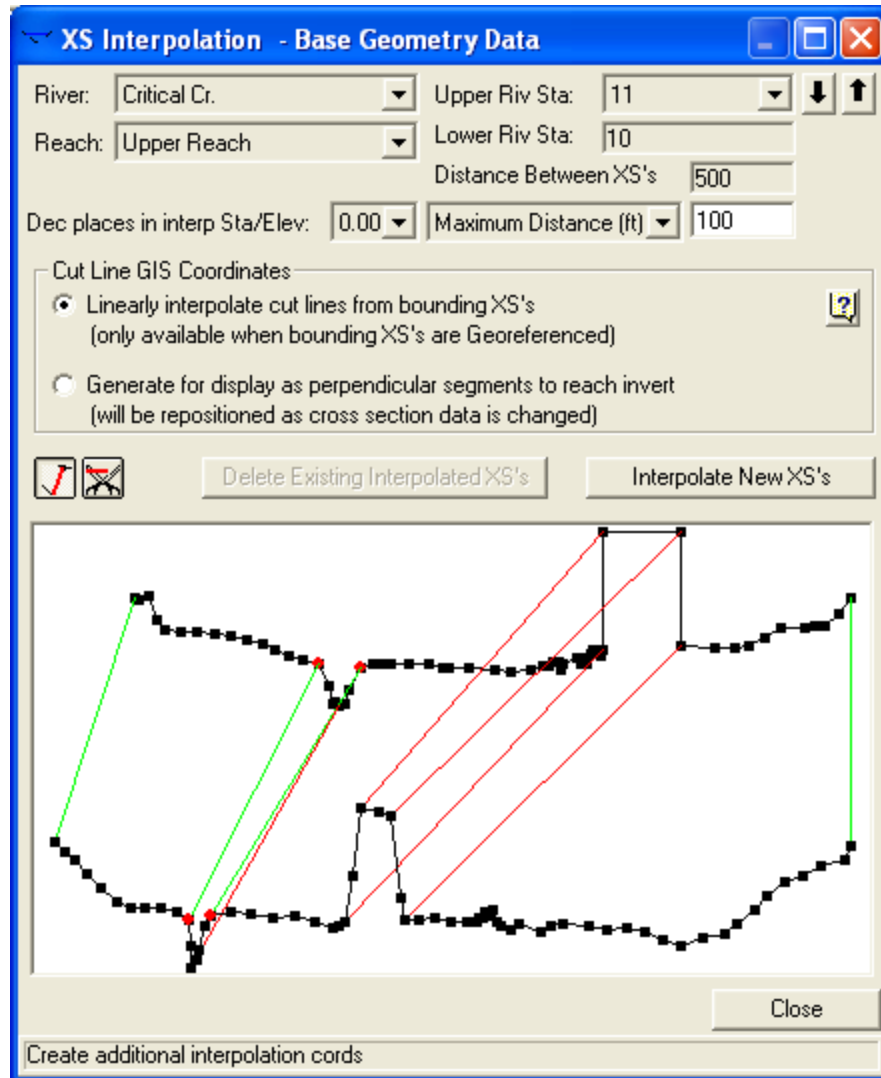 XS Interpolation - Base Geometry Data
River: Critical Cr. Upper Riv Sta: 11
Reach: Upper Reach Lower Riv Sta: 10
Distance Between XS's 500
Dec places in interp Sta/Elev: 0.00 Maximum Distance (ft) 100
Cut Line GIS Coordinates
Linearly interpolate cut lines from bounding XS's
(only available when bounding XS's are Georeferenced)
Generate for display as perpendicular segments to reach invert
(will be repositioned as cross section data is changed)
Delete Existing Interpolated XS's Interpolate New XS's
Close
Create additional interpolation cords